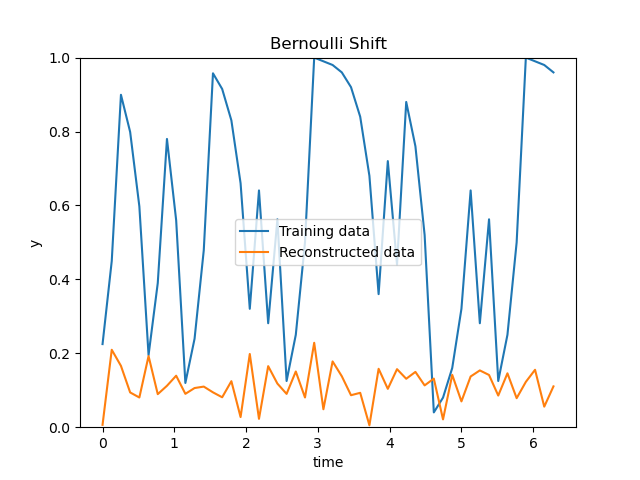 Bernoulli Shift
1.0
0.8
0.6
0.4
0.2
0.0
y
Training data
Reconstructed data
0 1 2 3 4 5 6
time